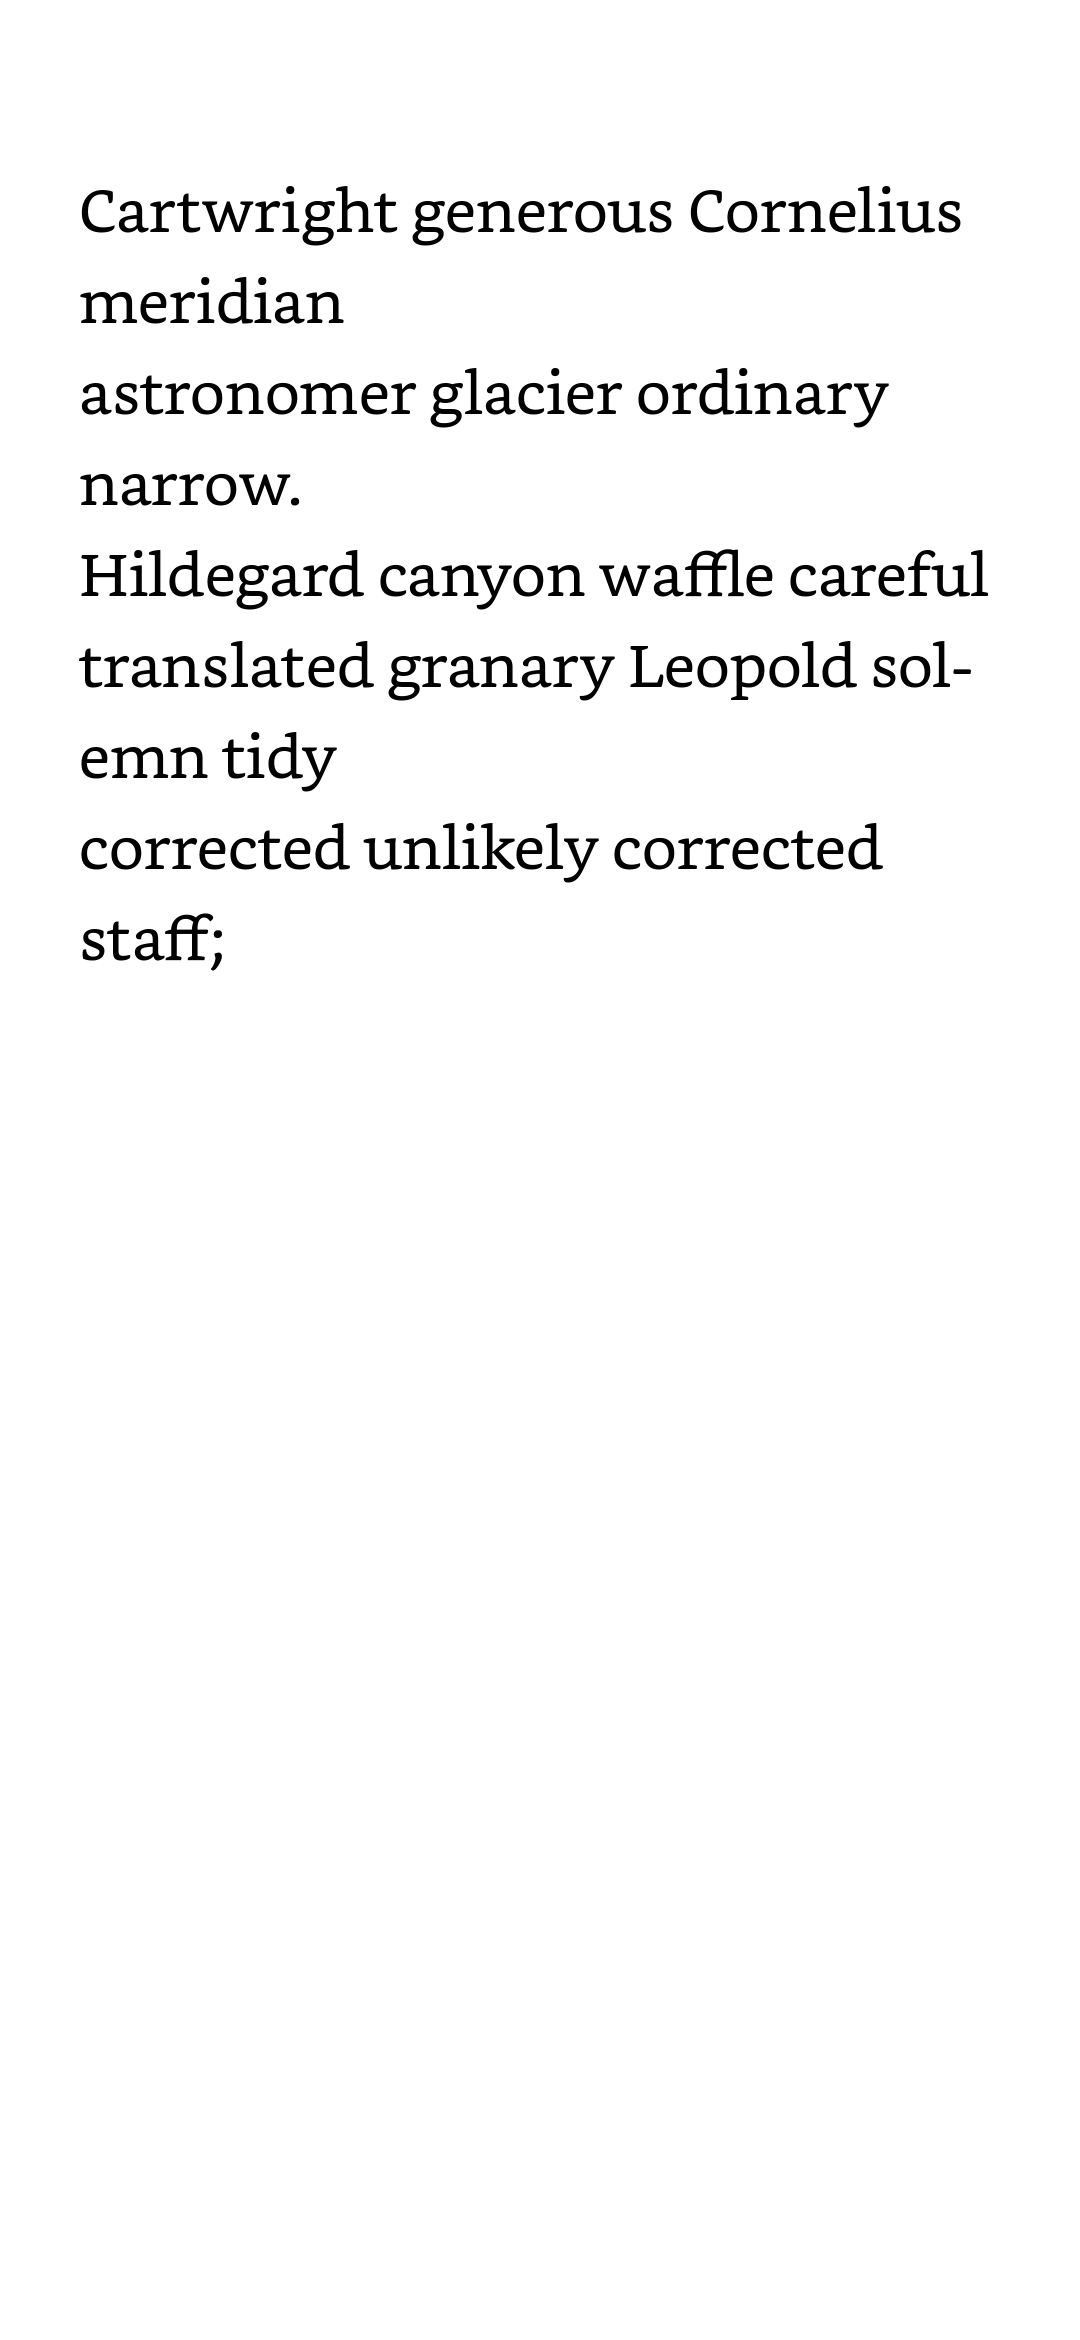 Cartwright generous Cornelius
meridian
astronomer glacier ordinary
narrow.
Hildegard canyon waffle careful
translated granary Leopold sol-
emn tidy
corrected unlikely corrected
staff;